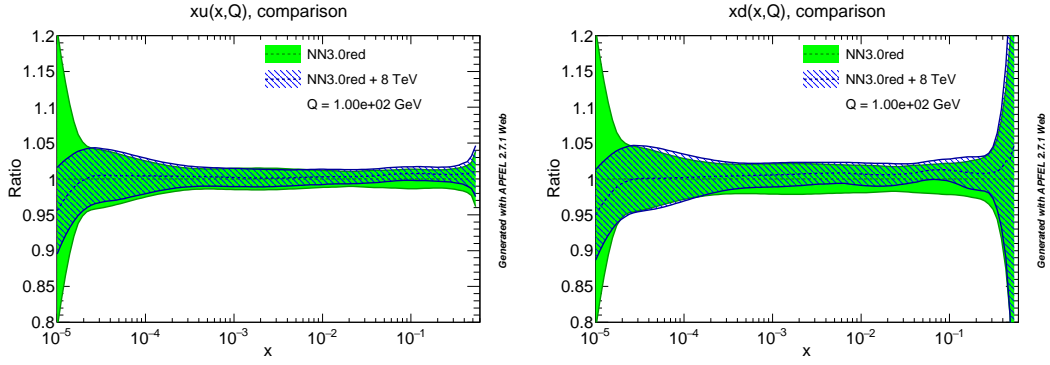 xu(x,Q), comparison
1.2
1.15
1.1
1.05
1
0.95
0.9
0.85
0.8
Ratio
NN3.0red
NN3.0red + 8 TeV
Q = 1.00e+02 GeV
10⁻⁵ 10⁻⁴ 10⁻³ 10⁻² 10⁻¹
x
Generated with APFEL 2.7.1 Web
xd(x,Q), comparison
1.2
1.15
1.1
1.05
1
0.95
0.9
0.85
0.8
Ratio
NN3.0red
NN3.0red + 8 TeV
Q = 1.00e+02 GeV
10⁻⁵ 10⁻⁴ 10⁻³ 10⁻² 10⁻¹
x
Generated with APFEL 2.7.1 Web